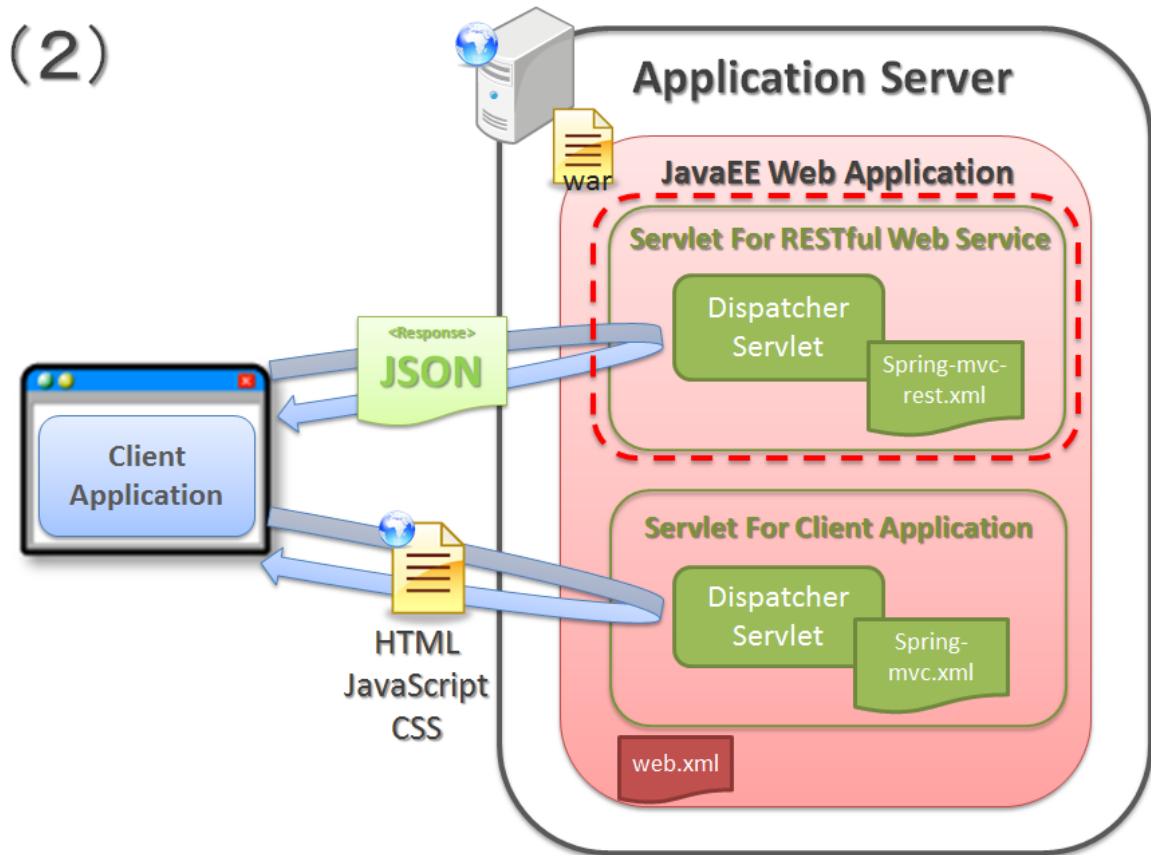 (2)
Application Server
war
JavaEE Web Application
Servlet For RESTful Web Service
Dispatcher
Servlet
Spring-mvc-
rest.xml
<Response>
JSON
Client
Application
Servlet For Client Application
Dispatcher
Servlet
Spring-
mvc.xml
HTML
JavaScript
CSS
web.xml